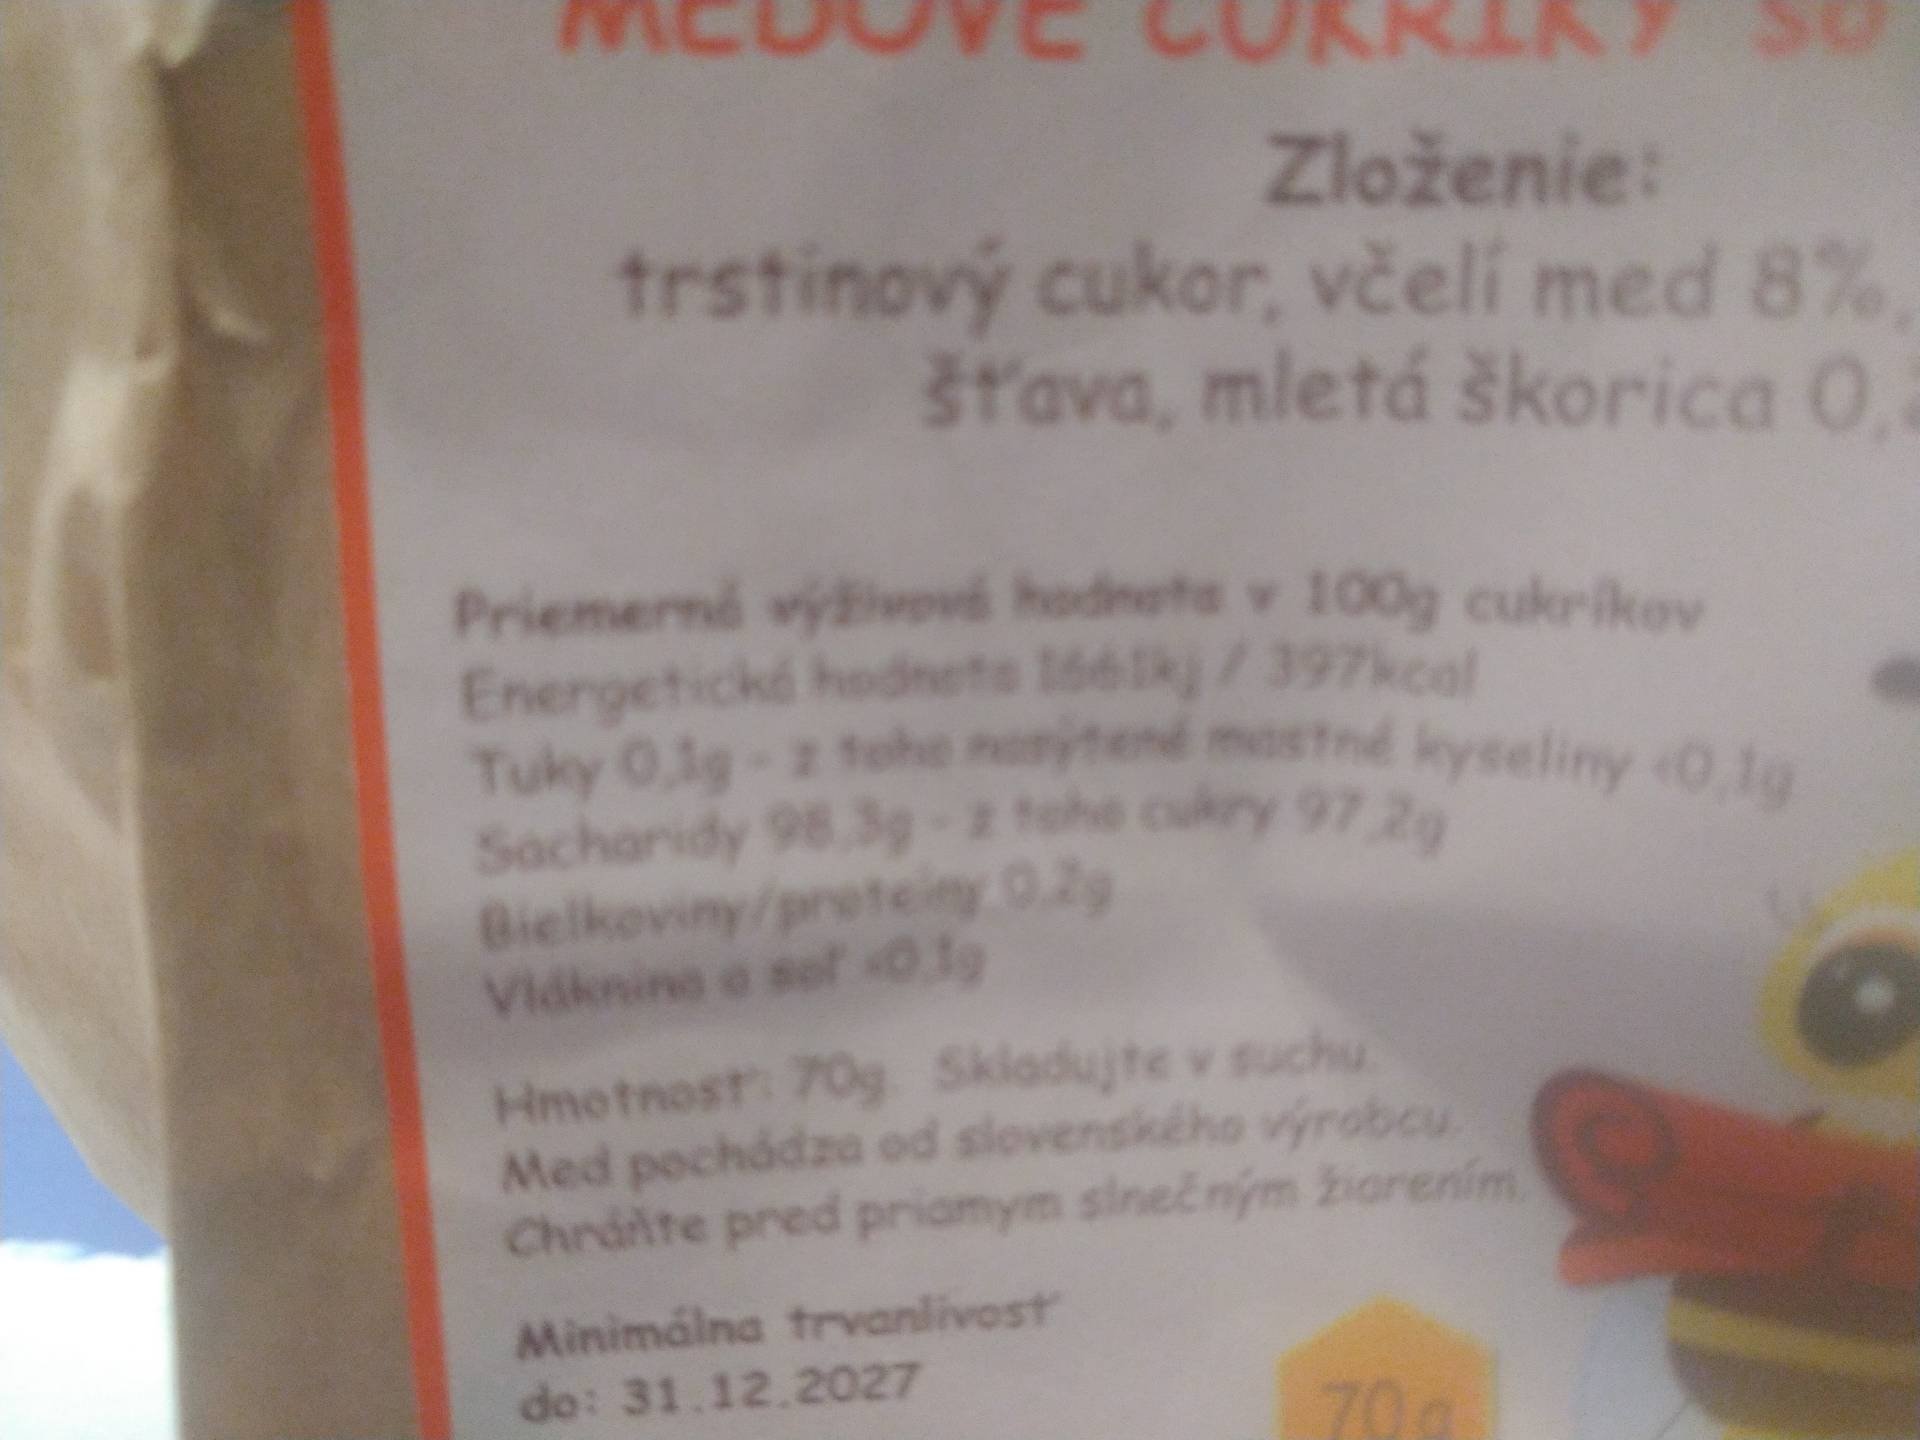 MEDOVÉ CUKRÍKY SO
Zloženie:
trstinový cukor, včelí med 8%,
šťava, mletá škorica 0,
Priemerná výživová hodnota v 100g cukríkov
Energetická hodnota 1661kj / 397kcal
Tuky 0,1g - z toho nasýtené mastné kyseliny <0,1g
Sacharidy 98,3g - z toho cukry 97,2g
Bielkoviny/proteíny 0,2g
Vláknina a soľ <0,1g
Hmotnosť: 70g. Skladujte v suchu.
Med pochádza od slovenského výrobcu.
Chráňte pred priamym slnečným žiarením.
Minimálna trvanlivosť
do: 31.12.2027
70g